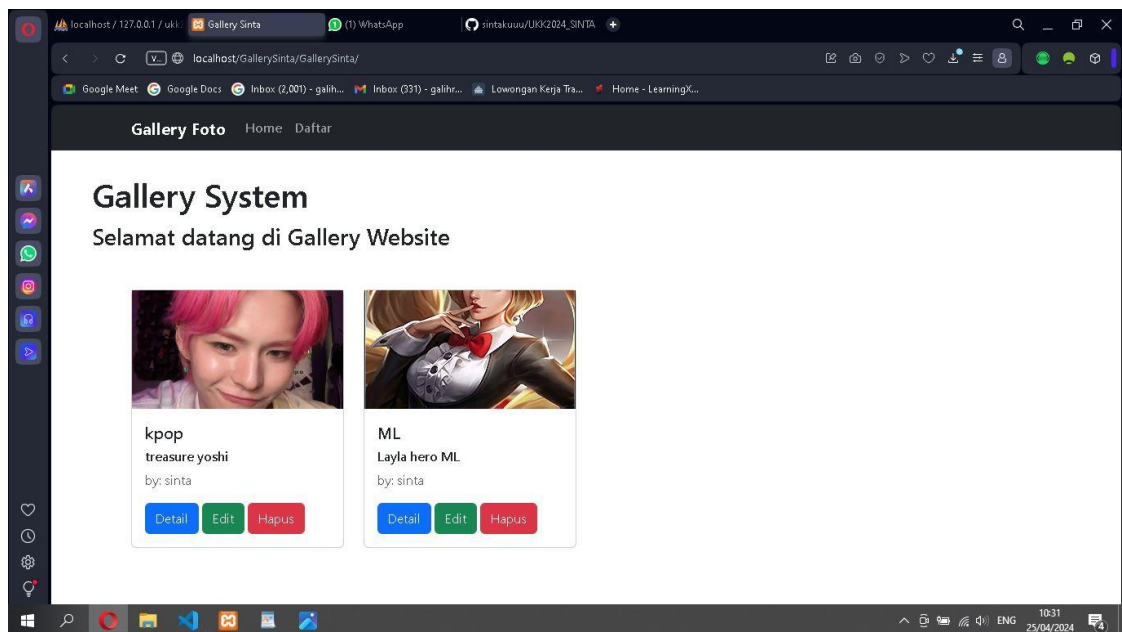 localhost / 127.0.0.1 / ukk
Gallery Sinta
(1) WhatsApp
sintakuuu/UKK2024_SINTA
V...
localhost/GallerySinta/GallerySinta/
Google Meet
Google Docs
Inbox (2,001) - galih...
Inbox (331) - galihr...
Lowongan Kerja Tra...
Home - LearningX...
Gallery Foto
Home
Daftar
Gallery System
Selamat datang di Gallery Website
kpop
treasure yoshi
by: sinta
Detail
Edit
Hapus
ML
Layla hero ML
by: sinta
Detail
Edit
Hapus
ENG
10:31
25/04/2024
4